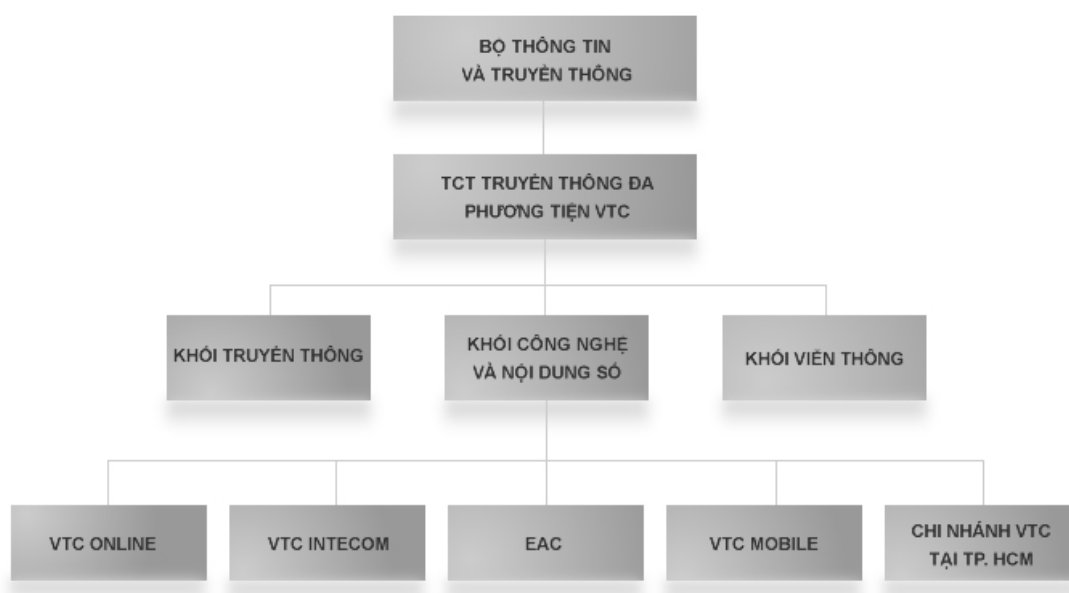 BỘ THÔNG TIN
VÀ TRUYỀN THÔNG
TCT TRUYỀN THÔNG ĐA
PHƯƠNG TIỆN VTC
KHỐI TRUYỀN THÔNG
KHỐI CÔNG NGHỆ
VÀ NỘI DUNG SỐ
KHỐI VIỄN THÔNG
VTC ONLINE
VTC INTECOM
EAC
VTC MOBILE
CHI NHÁNH VTC
TẠI TP. HCM